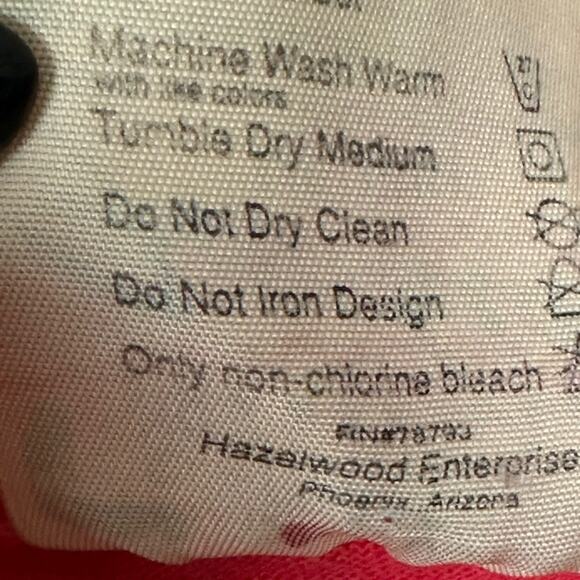 Machine Wash Warm
with like colors
Tumble Dry Medium
Do Not Dry Clean
Do Not Iron Design
Only non-chlorine bleach
Hazelwood Enterprise
Phoenix, Arizona